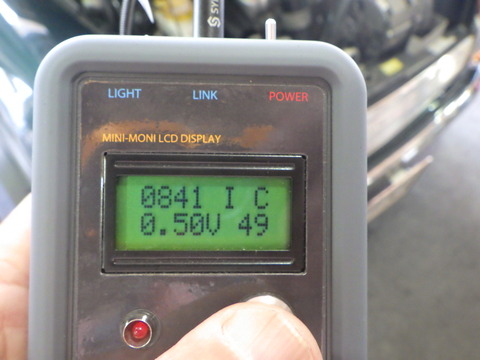 LIGHT LINK POWER
MINI-MONI LCD DISPLAY
0841 I C
0.50V 49